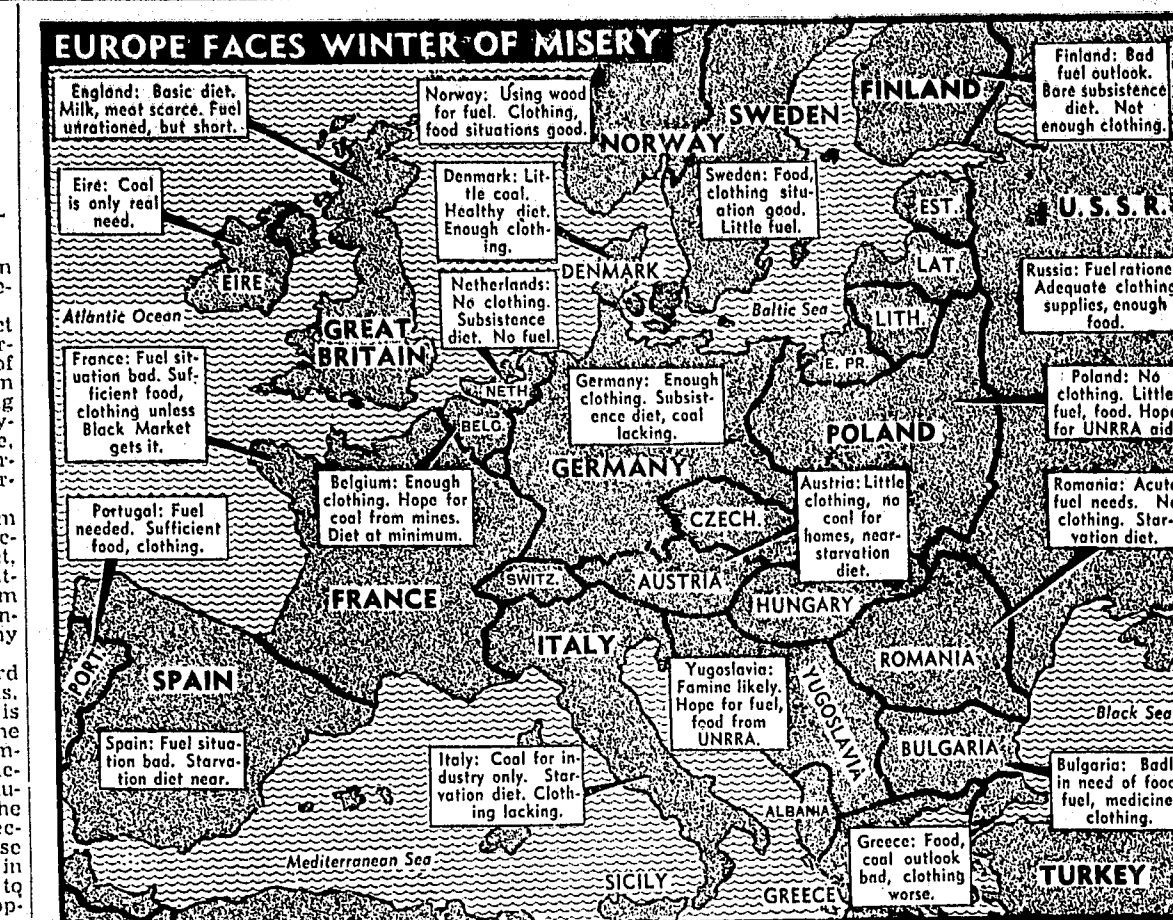 EUROPE FACES WINTER OF MISERY
England: Basic diet.
Milk, meat scarce. Fuel
unrationed, but short.
Norway: Using wood
for fuel. Clothing,
food situations good.
Finland: Bad
fuel outlook.
Bare subsistence
diet. Not
enough clothing.
FINLAND
SWEDEN
NORWAY
Eire: Coal
is only real
need.
Denmark: Lit-
tle coal.
Healthy diet.
Enough cloth-
ing.
Sweden: Food,
clothing situ-
ation good.
Little fuel.
EST.
U. S. S. R.
EIRE
DENMARK
LAT.
Russia: Fuel ratione
Adequate clothing
supplies, enough
food.
Netherlands:
No clothing.
Subsistence
diet. No fuel.
Atlantic Ocean
Baltic Sea
LITH.
GREAT
BRITAIN
E. PR.
France: Fuel sit-
uation bad. Suf-
ficient food,
clothing unless
Black Market
gets it.
NETH.
Germany: Enough
clothing. Subsist-
ence diet, coal
lacking.
Poland: No
clothing. Little
fuel, food. Hope
for UNRRA aid
BELG.
POLAND
GERMANY
Belgium: Enough
clothing. Hope for
coal from mines.
Diet at minimum.
Austria: Little
clothing, no
coal for
homes, near-
starvation
diet.
Romania: Acute
fuel needs. No
clothing. Star-
vation diet.
Portugal: Fuel
needed. Sufficient
food, clothing.
CZECH.
SWITZ.
AUSTRIA
FRANCE
HUNGARY
ITALY
PORT.
SPAIN
ROMANIA
Yugoslavia:
Famine likely.
Hope for fuel,
food from
UNRRA.
YUGOSLAVIA
Black Sea
Spain: Fuel situa-
tion bad. Starva-
tion diet near.
BULGARIA
Italy: Coal for in-
dustry only. Star-
vation diet. Cloth-
ing lacking.
Bulgaria: Badl
in need of food
fuel, medicine
clothing.
ALBANIA
Greece: Food,
coal outlook
bad, clothing
worse.
Mediterranean Sea
SICILY
GREECE
TURKEY